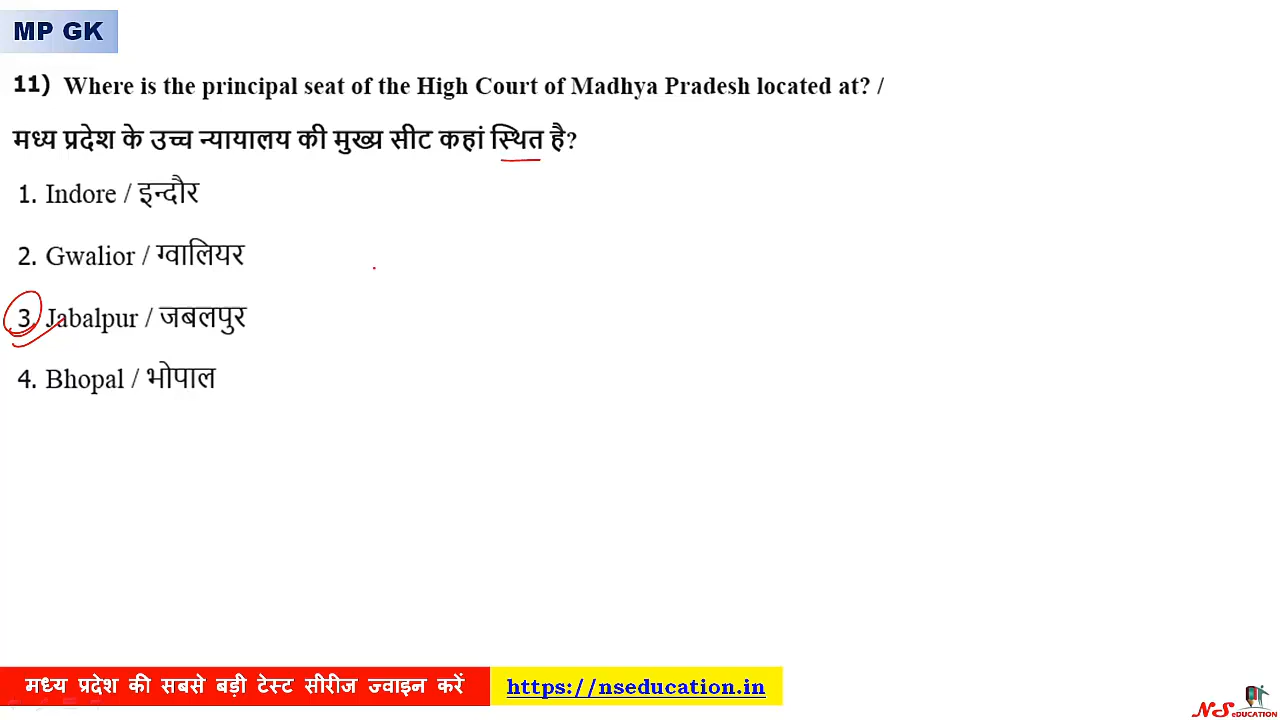 MP GK
11) Where is the principal seat of the High Court of Madhya Pradesh located at? /
मध्य प्रदेश के उच्च न्यायालय की मुख्य सीट कहां स्थित है?
1. Indore / इन्दौर
2. Gwalior / ग्वालियर
3. Jabalpur / जबलपुर
4. Bhopal / भोपाल
मध्य प्रदेश की सबसे बड़ी टेस्ट सीरीज ज्वाइन करें
https://nseducation.in
NS eDUCATION